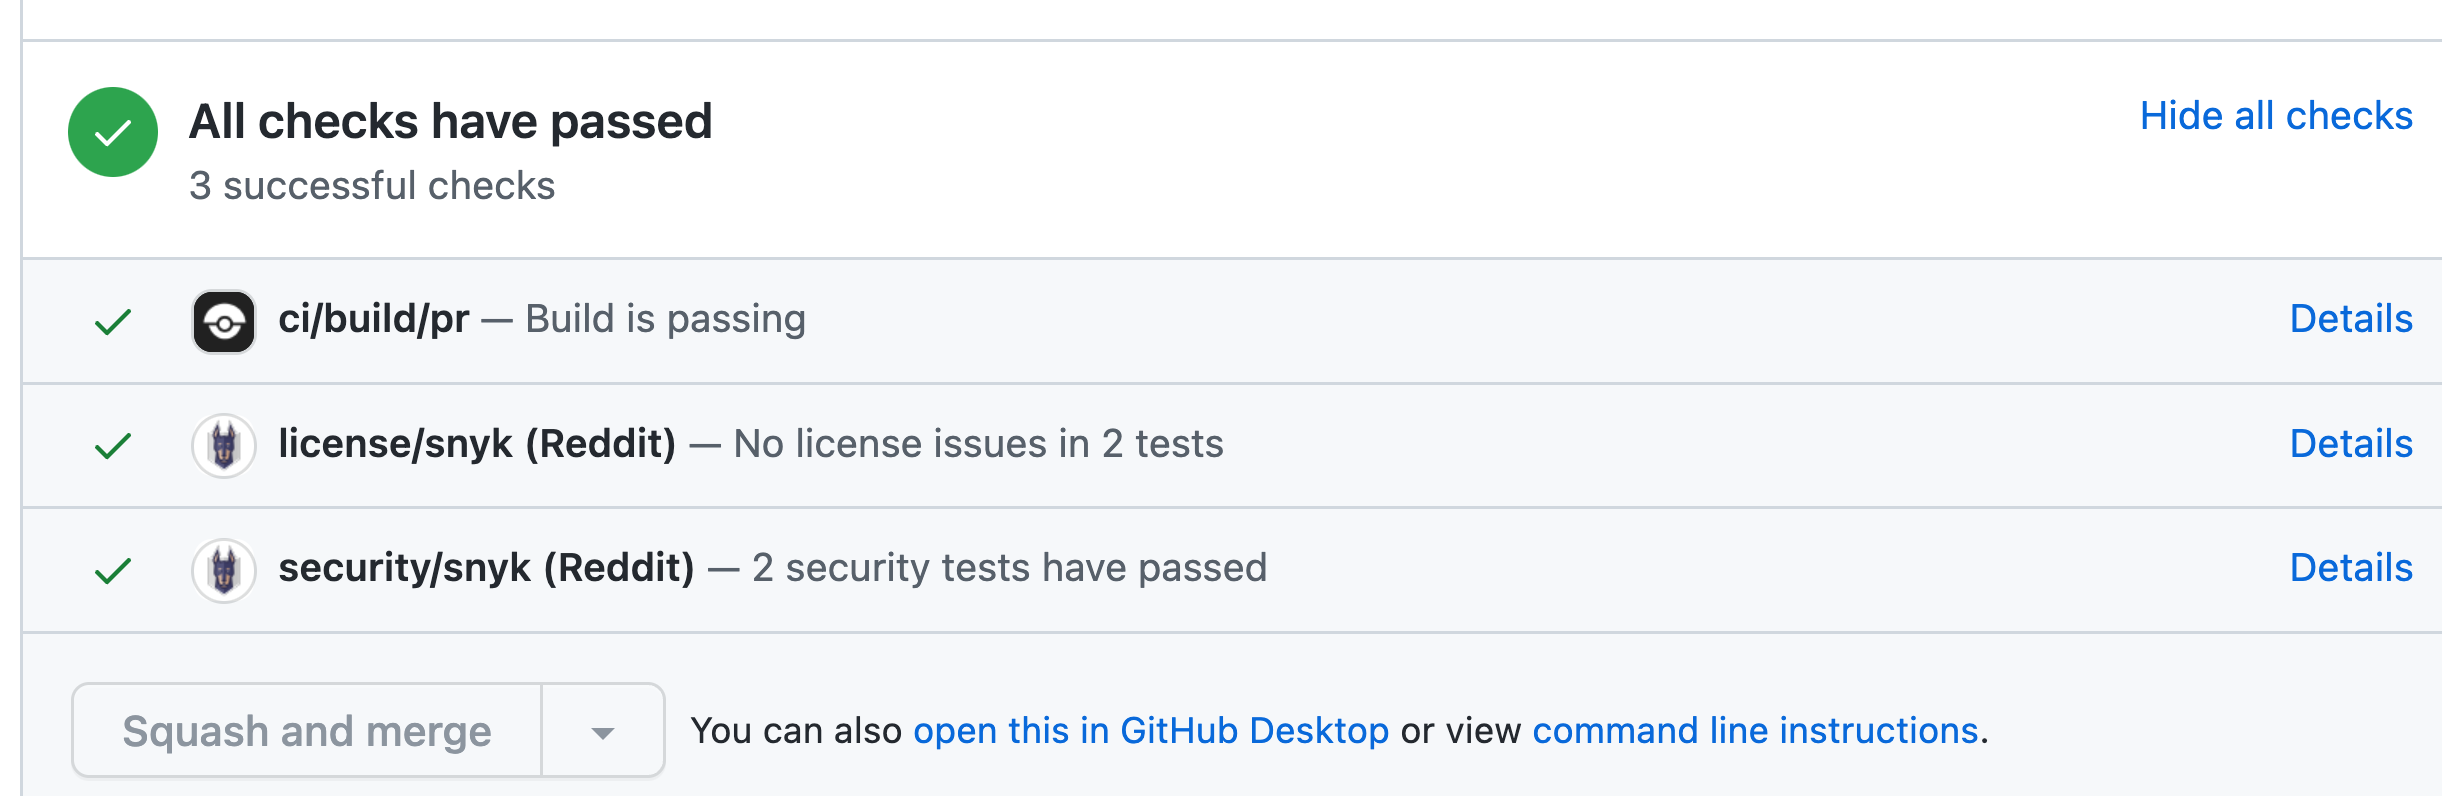 All checks have passed
Hide all checks
3 successful checks
ci/build/pr — Build is passing
Details
license/snyk (Reddit) — No license issues in 2 tests
Details
security/snyk (Reddit) — 2 security tests have passed
Details
Squash and merge
You can also open this in GitHub Desktop or view command line instructions.